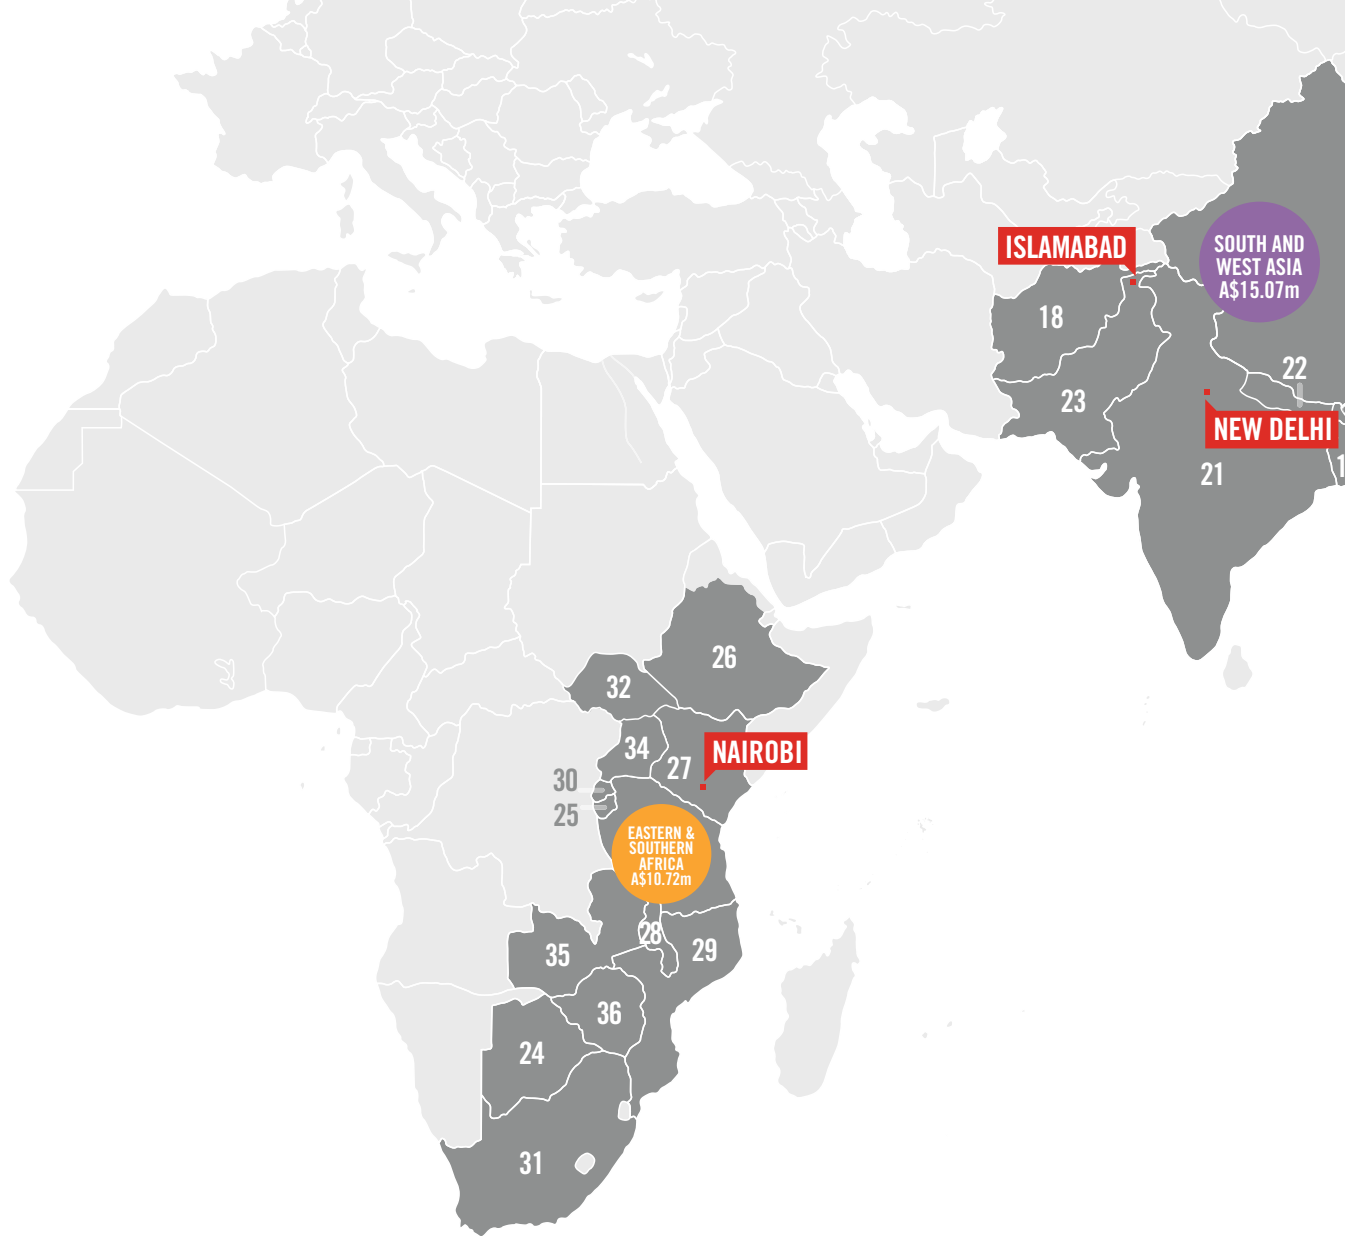 ISLAMABAD
SOUTH AND
WEST ASIA
A$15.07m
18
22
23
NEW DELHI
21
26
32
34
27
NAIROBI
30
25
EASTERN &
SOUTHERN
AFRICA
A$10.72m
28
29
35
36
24
31